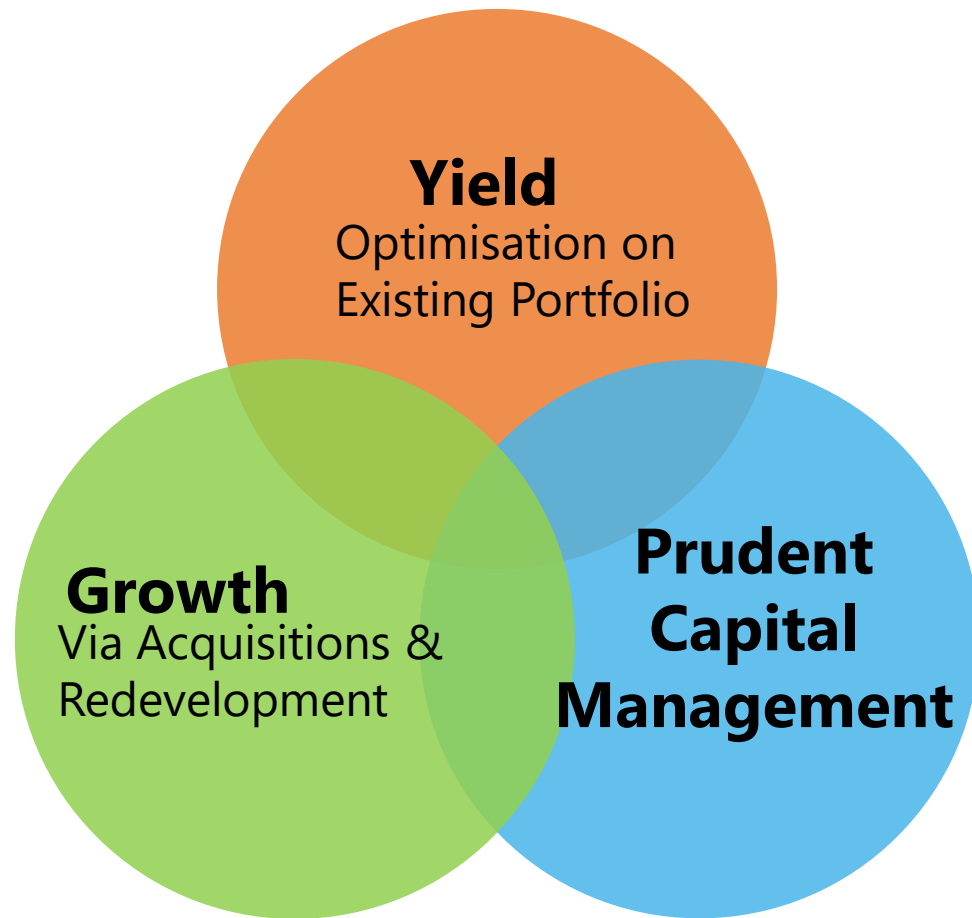 Yield
Optimisation on
Existing Portfolio
Growth
Via Acquisitions &
Redevelopment
Prudent
Capital
Management